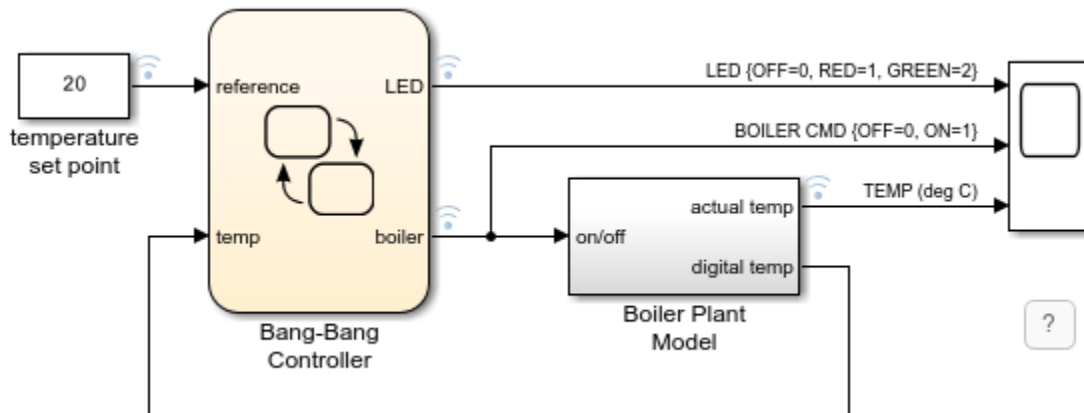 20
temperature
set point
reference
LED
temp
boiler
Bang-Bang
Controller
LED {OFF=0, RED=1, GREEN=2}
BOILER CMD {OFF=0, ON=1}
TEMP (deg C)
on/off
actual temp
digital temp
Boiler Plant
Model
?